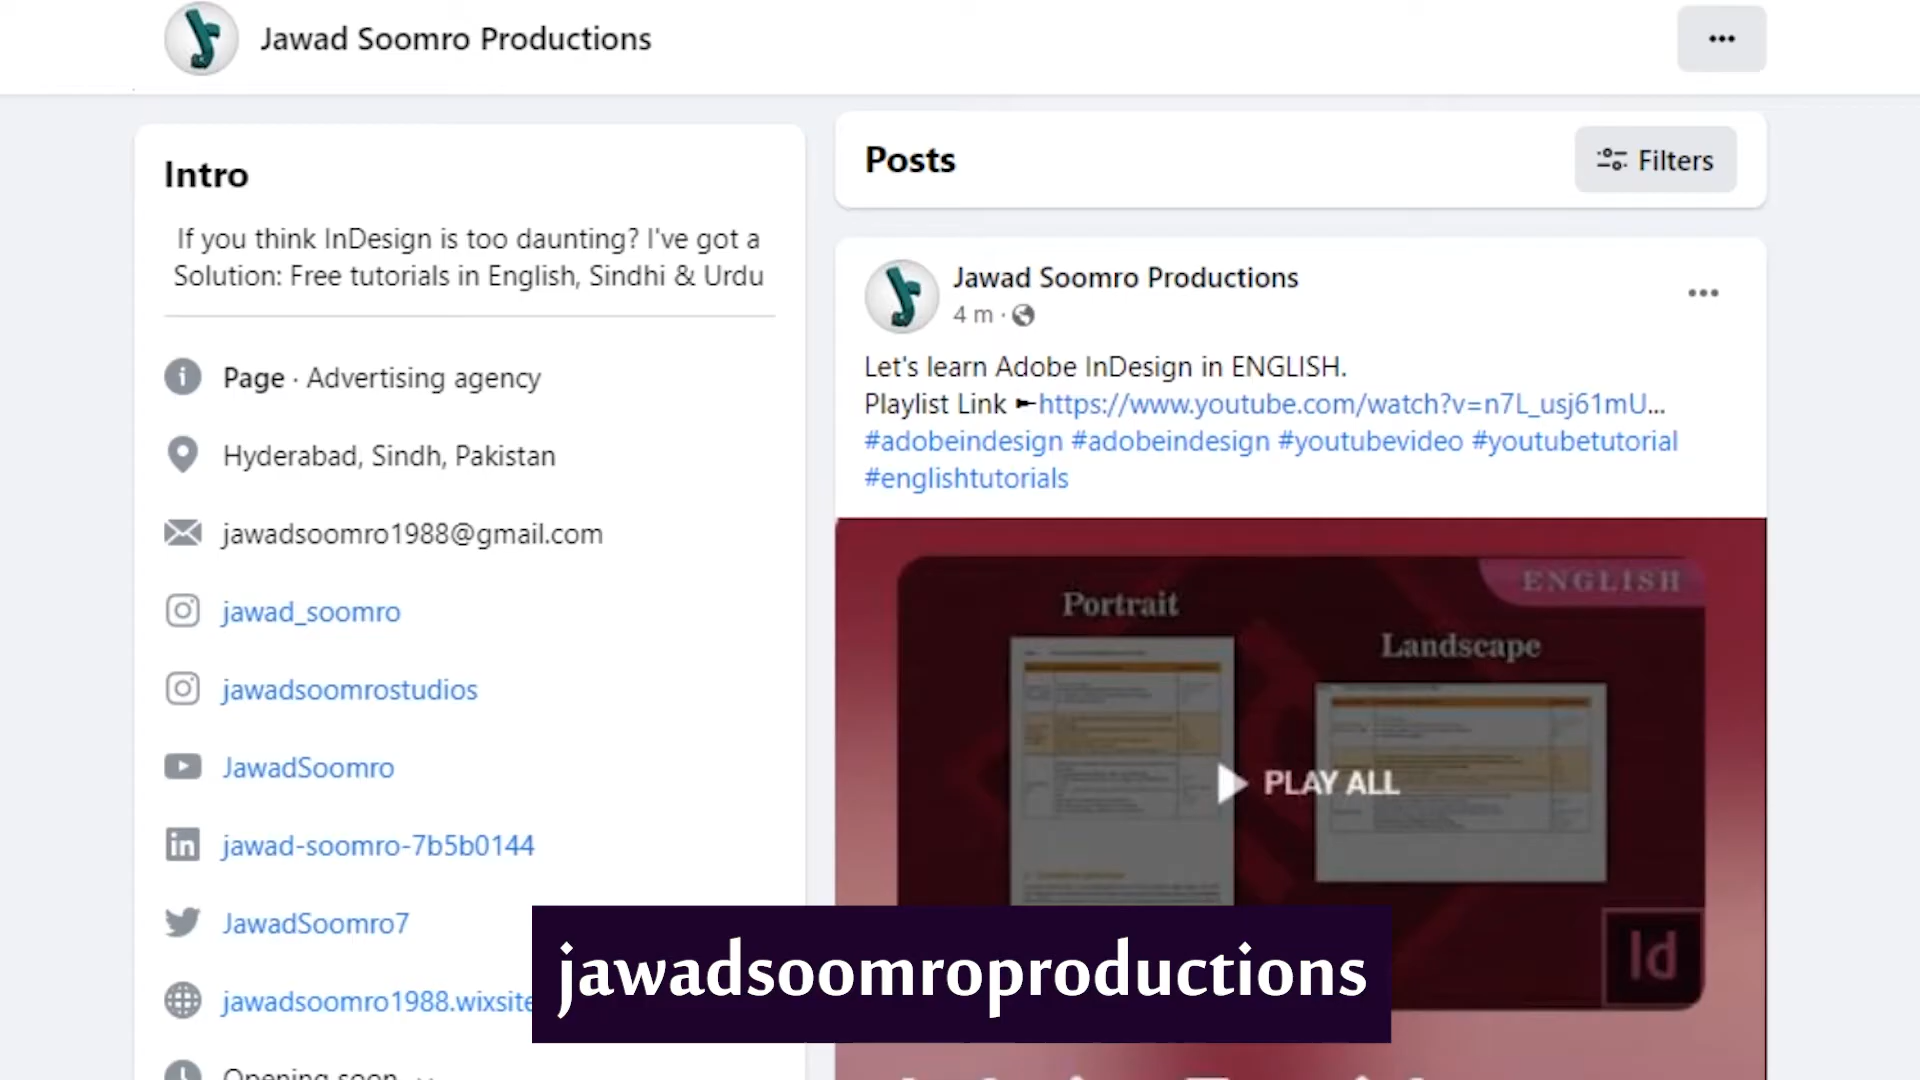 Jawad Soomro Productions
Intro
If you think InDesign is too daunting? I've got a
Solution: Free tutorials in English, Sindhi & Urdu
Page · Advertising agency
Hyderabad, Sindh, Pakistan
jawadsoomro1988@gmail.com
jawad_soomro
jawadsoomrostudios
JawadSoomro
jawad-soomro-7b5b0144
JawadSoomro7
jawadsoomro1988.wixsite
Opening soon
Posts
Filters
Jawad Soomro Productions
4 m ·
Let's learn Adobe InDesign in ENGLISH.
Playlist Link ➼https://www.youtube.com/watch?v=n7L_usj61mU...
#adobeindesign #adobeindesign #youtubevideo #youtubetutorial
#englishtutorials
ENGLISH
Portrait
Landscape
PLAY ALL
Id
jawadsoomroproductions